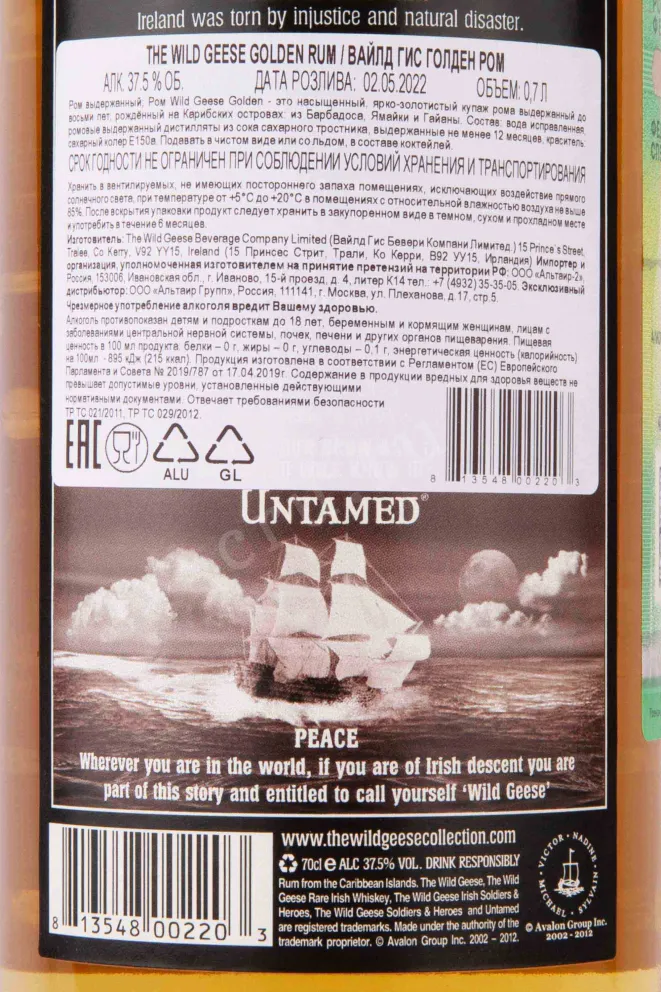 Ireland was torn by injustice and natural disaster.
THE WILD GEESE GOLDEN RUM / ВАЙЛД ГИС ГОЛДЕН РОМ
АЛК. 37.5 % ОБ. ДАТА РОЗЛИВА: 02.05.2022 ОБЪЕМ: 0,7 Л
Ром выдержанный, Ром Wild Geese Golden - это насыщенный, ярко-золотистый купаж рома выдержанный до
восьми лет, рождённый на Карибских островах: из Барбадоса, Ямайки и Гайаны. Состав: вода исправленная,
ромовые выдержанные дистилляты из сока сахарного тростника, выдержанные не менее 12 месяцев, краситель:
сахарный колер Е150а. Подавать в чистом виде или со льдом, в составе коктейлей.
СРОК ГОДНОСТИ НЕ ОГРАНИЧЕН ПРИ СОБЛЮДЕНИИ УСЛОВИЙ ХРАНЕНИЯ И ТРАНСПОРТИРОВАНИЯ
Хранить в вентилируемых, не имеющих постороннего запаха помещениях, исключающих воздействие прямого
солнечного света, при температуре от +5°С до +20°С в помещениях с относительной влажностью воздуха не выше
85%. После вскрытия упаковки продукт следует хранить в закупоренном виде в темном, сухом и прохладном месте
и употребить в течение 6 месяцев.
Изготовитель: The Wild Geese Beverage Company Limited (Вайлд Гис Бевери Компани Лимитед.) 15 Prince`s Street,
Tralee, Co Kerry, V92 YY15, Ireland (15 Принсес Стрит, Трали, Ко Керри, В92 УУ15, Ирландия) Импортер и
организация, уполномоченная изготовителем на принятие претензий на территории РФ: ООО «Альтвир-2»,
Россия, 153006, Ивановская обл., г. Иваново, 15-й проезд, д. 4, литер К14 тел.: +7 (4932) 35-35-05. Эксклюзивный
дистрибьютор: ООО «Альтаир Групп», Россия, 111141, г. Москва, ул. Плеханова, д.17, стр.5.
Чрезмерное употребление алкоголя вредит Вашему здоровью.
Алкоголь противопоказан детям и подросткам до 18 лет, беременным и кормящим женщинам, лицам с
заболеваниями центральной нервной системы, почек, печени и других органов пищеварения. Пищевая
ценность в 100 мл продукта: белки – 0 г, жиры – 0 г, углеводы – 0,1 г, энергетическая ценность (калорийность)
на 100мл - 895 кДж (215 ккал). Продукция изготовлена в соответствии с Регламентом (ЕС) Европейского
Парламента и Совета № 2019/787 от 17.04.2019г. Содержание в продукции вредных для здоровья веществ не
превышает допустимые уровни, установленные действующими
нормативными документами. Отвечает требованиям безопасности
ТР ТС 021/2011, ТР ТС 029/2012.
EAC ALU GL
8 13548 00220 3
UNTAMED®
PEACE
Wherever you are in the world, if you are of Irish descent you are
part of this story and entitled to call yourself ‘Wild Geese’
8 13548 00220 3
www.thewildgeesecollection.com
70cl e ALC 37.5% VOL. DRINK RESPONSIBLY
Rum from the Caribbean Islands. The Wild Geese, The Wild
Geese Rare Irish Whiskey, The Wild Geese Irish Soldiers &
Heroes, The Wild Geese Soldiers & Heroes and Untamed
are registered trademarks. Made under the authority of the
trademark proprietor. © Avalon Group Inc. 2002 – 2012.
VICTOR · NADINE · SYLVAIN · MICHAEL ·
© Avalon Group Inc.
2002 - 2012